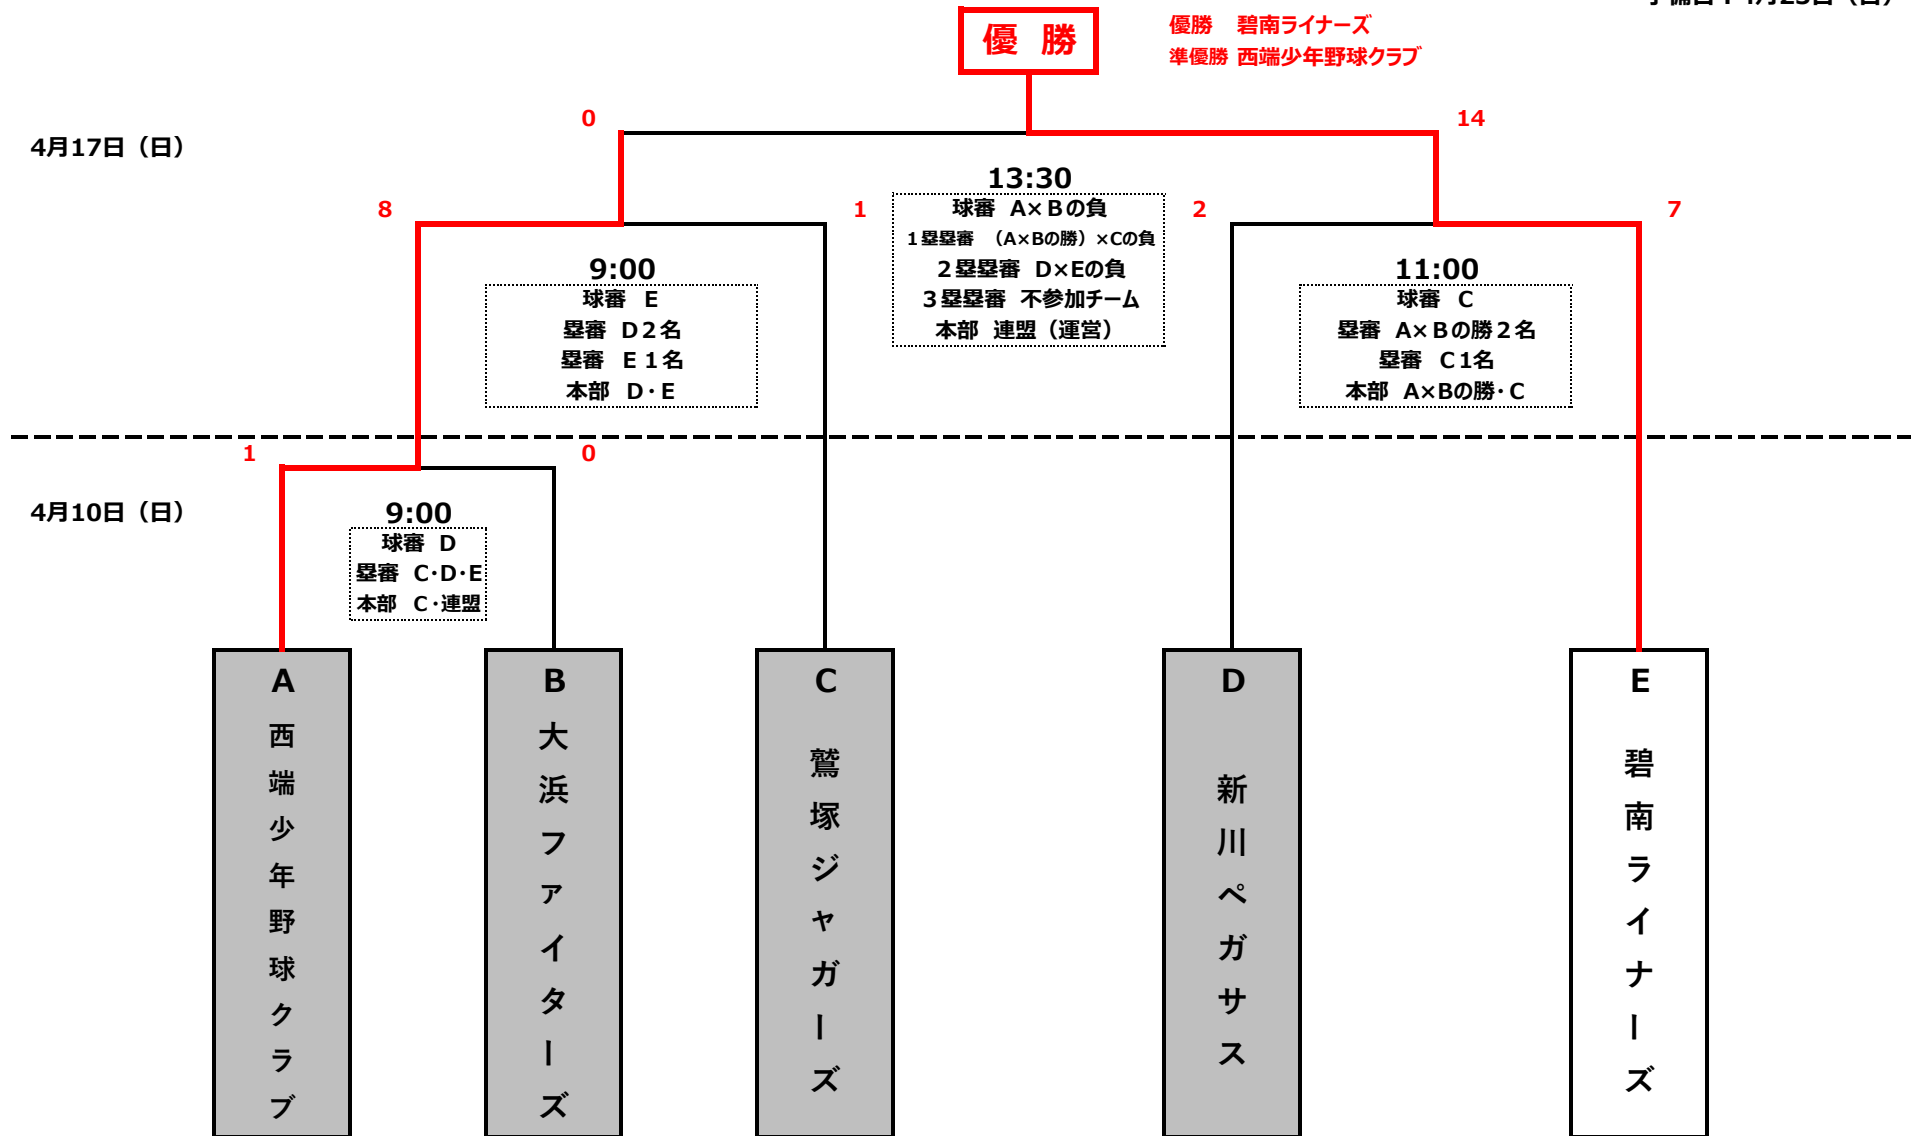 優 勝
優勝 碧南ライナーズ
準優勝 西端少年野球クラブ
0
14
4月17日（日）
13:30
球審 A×Bの負
1塁塁審 （A×Bの勝）×Cの負
2塁塁審 D×Eの負
3塁塁審 不参加チーム
本部 連盟（運営）
8
1
2
7
9:00
球審 E
塁審 D2名
塁審 E1名
本部 D・E
11:00
球審 C
塁審 A×Bの勝2名
塁審 C1名
本部 A×Bの勝・C
1
0
4月10日（日）
9:00
球審 D
塁審 C・D・E
本部 C・連盟
A
西端少年野球クラブ
B
大浜ファイターズ
C
鷲塚ジャガーズ
D
新川ペガサス
E
碧南ライナーズ